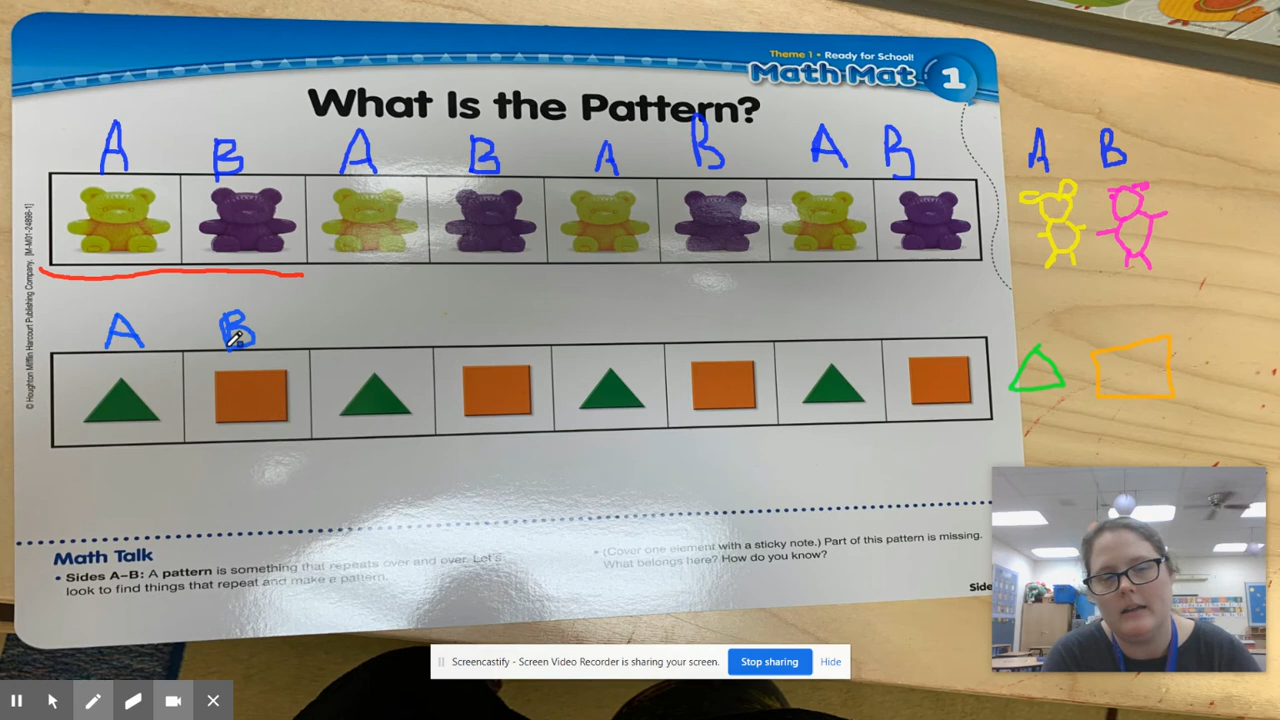 Theme 1 • Ready for School!
Math Mat 1
What Is the Pattern?
A B A B A B A B A B
A B
© Houghton Mifflin Harcourt Publishing Company. [M-M01-24898-1]
Math Talk
• Sides A–B: A pattern is something that repeats over and over. Let's
look to find things that repeat and make a pattern.
• (Cover one element with a sticky note.) Part of this pattern is missing.
What belongs here? How do you know?
Side
Screencastify - Screen Video Recorder is sharing your screen.
Stop sharing
Hide